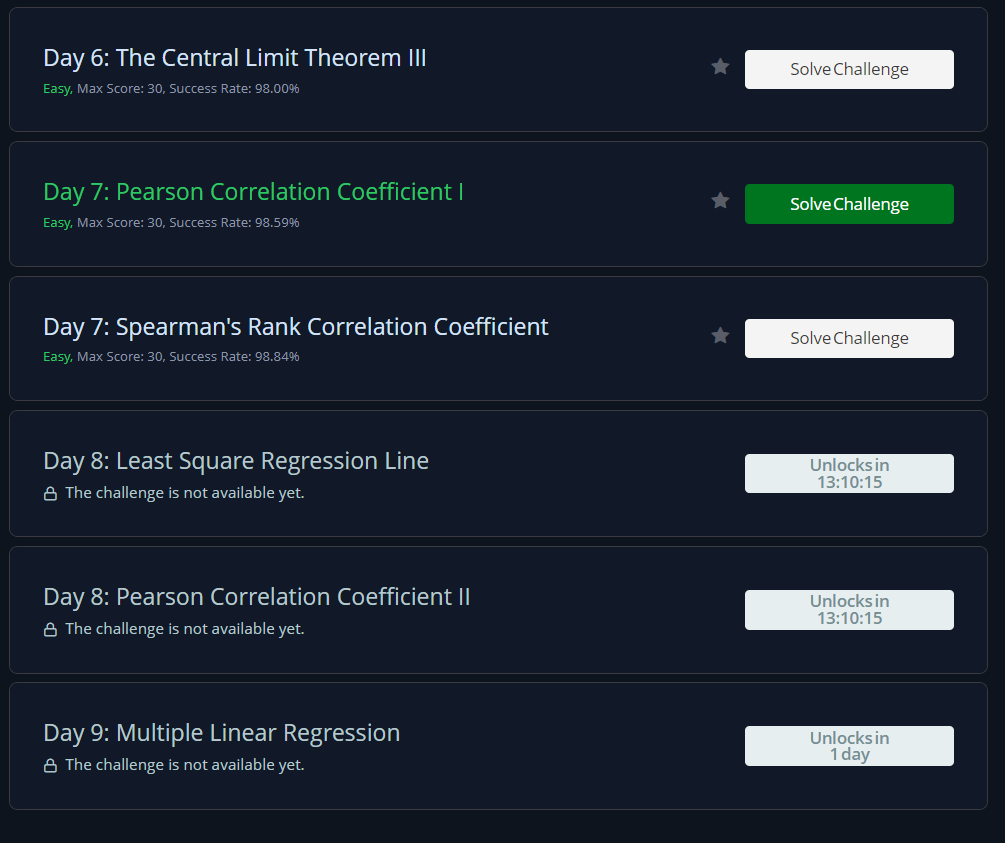 Day 6: The Central Limit Theorem III
Easy, Max Score: 30, Success Rate: 98.00%
Solve Challenge
Day 7: Pearson Correlation Coefficient I
Easy, Max Score: 30, Success Rate: 98.59%
Solve Challenge
Day 7: Spearman's Rank Correlation Coefficient
Easy, Max Score: 30, Success Rate: 98.84%
Solve Challenge
Day 8: Least Square Regression Line
The challenge is not available yet.
Unlocks in
13:10:15
Day 8: Pearson Correlation Coefficient II
The challenge is not available yet.
Unlocks in
13:10:15
Day 9: Multiple Linear Regression
The challenge is not available yet.
Unlocks in
1 day